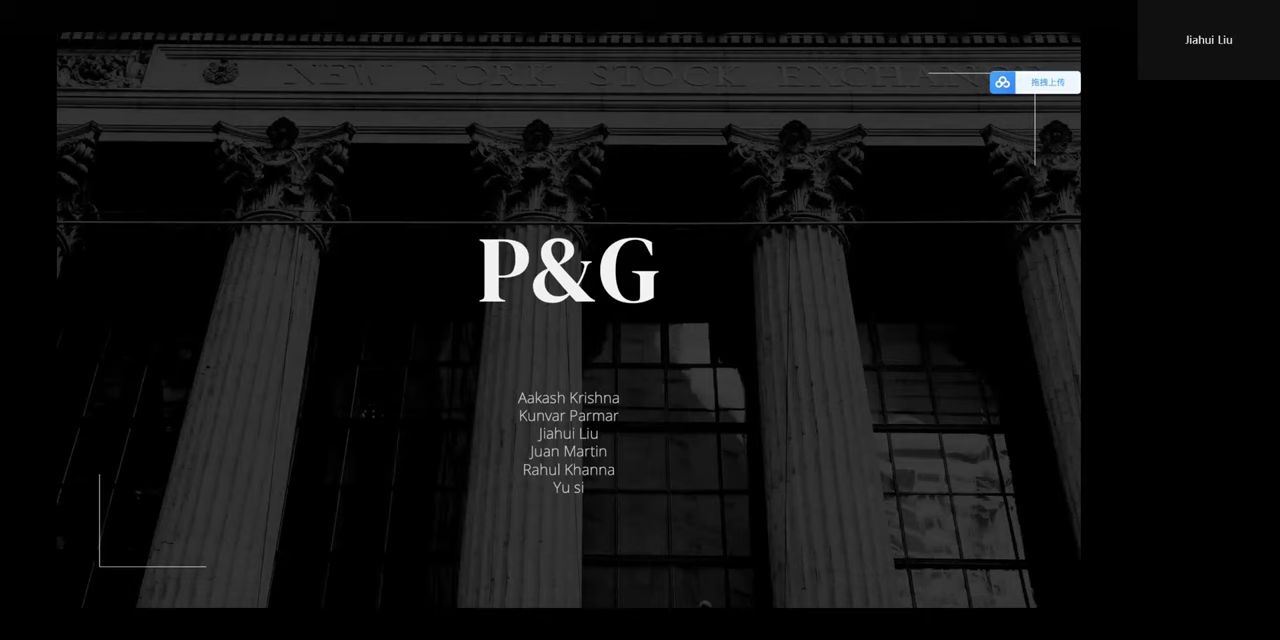 Jiahui Liu
NEW YORK STOCK EXCHANGE
拖拽上传
P&G
Aakash Krishna
Kunvar Parmar
Jiahui Liu
Juan Martin
Rahul Khanna
Yu si